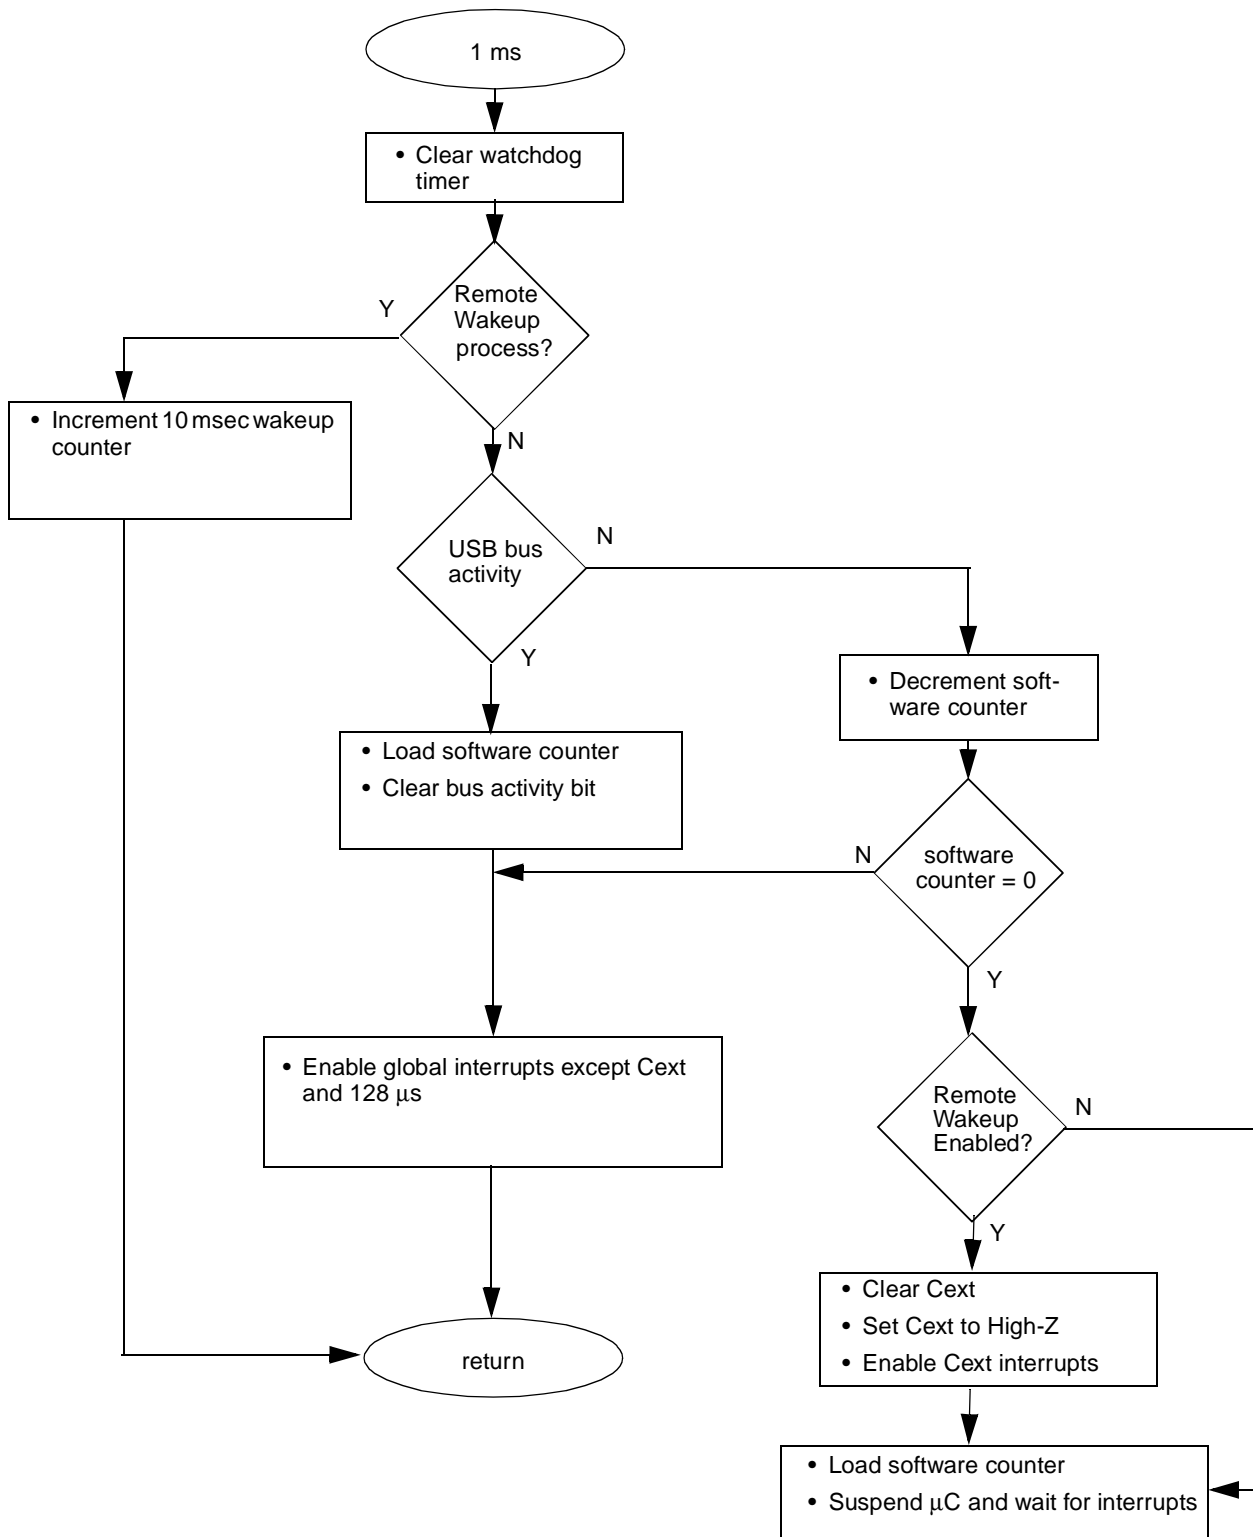 1 ms
• Clear watchdog
timer
Remote
Wakeup
process?
Y
N
• Increment 10 msec wakeup
counter
USB bus
activity
N
Y
• Decrement soft-
ware counter
• Load software counter
• Clear bus activity bit
software
counter = 0
N
Y
• Enable global interrupts except Cext
and 128 μs
Remote
Wakeup
Enabled?
N
Y
• Clear Cext
• Set Cext to High-Z
• Enable Cext interrupts
return
• Load software counter
• Suspend μC and wait for interrupts